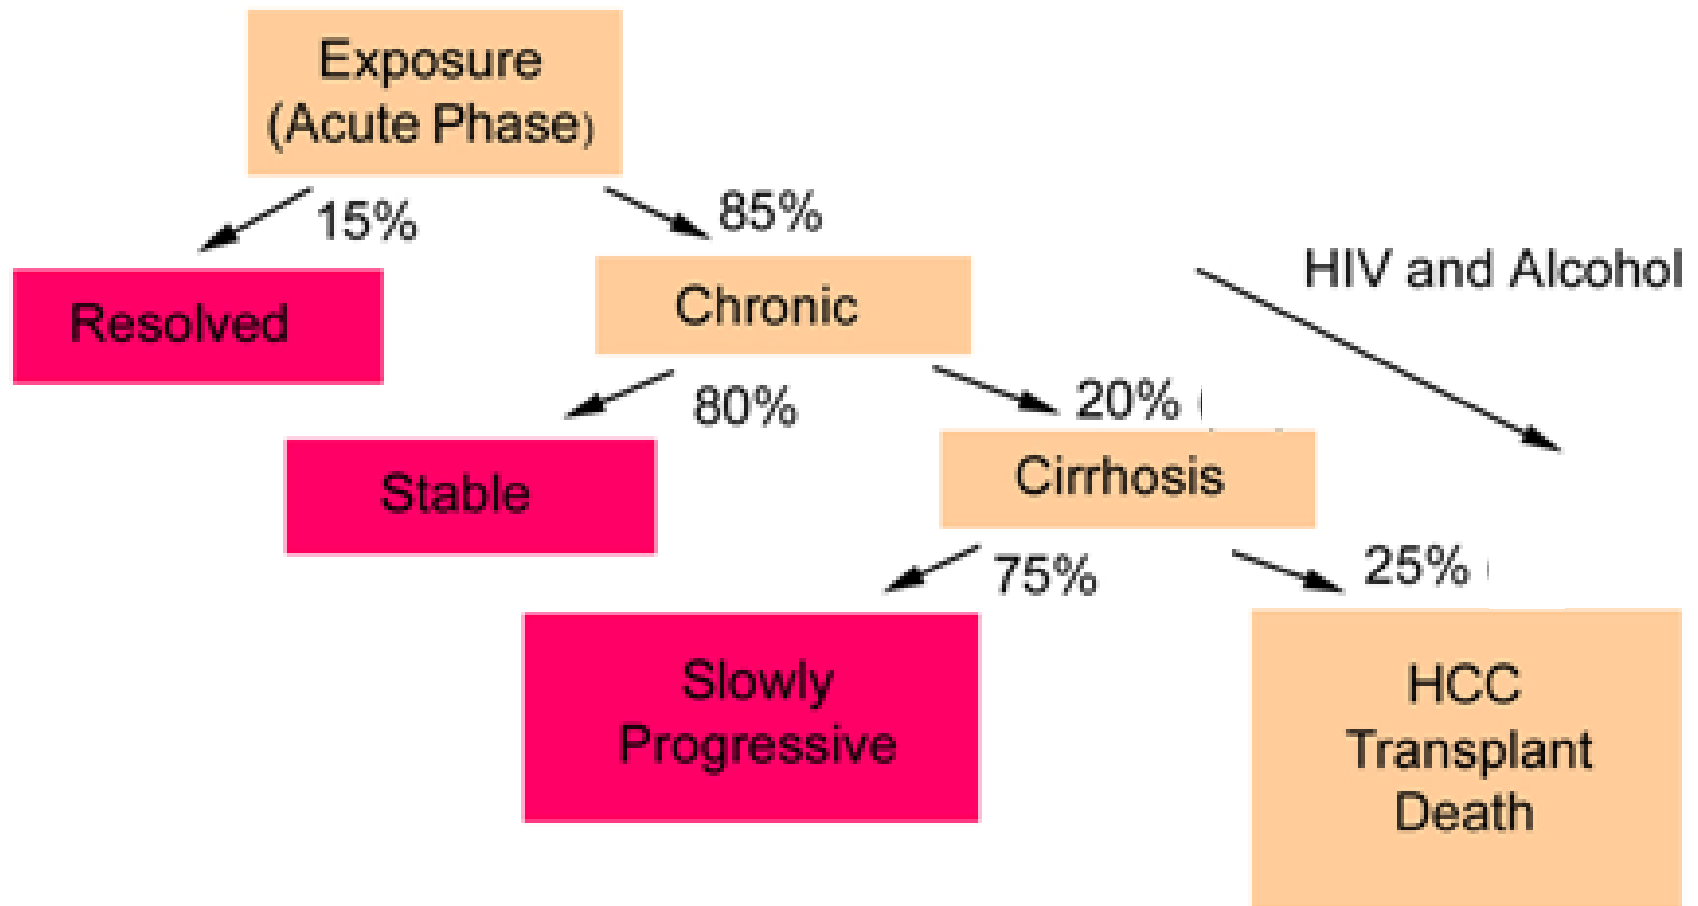 Exposure
(Acute Phase)
15%
85%
HIV and Alcohol
Resolved
Chronic
80%
20%
Stable
Cirrhosis
75%
25%
Slowly
Progressive
HCC
Transplant
Death